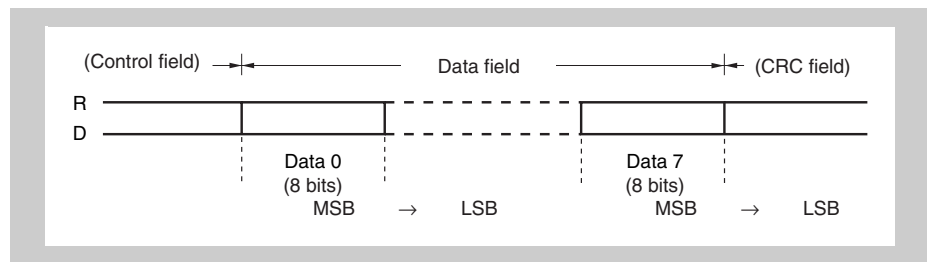 (Control field) Data field (CRC field)
R
D
Data 0 Data 7
(8 bits) (8 bits)
MSB → LSB MSB → LSB